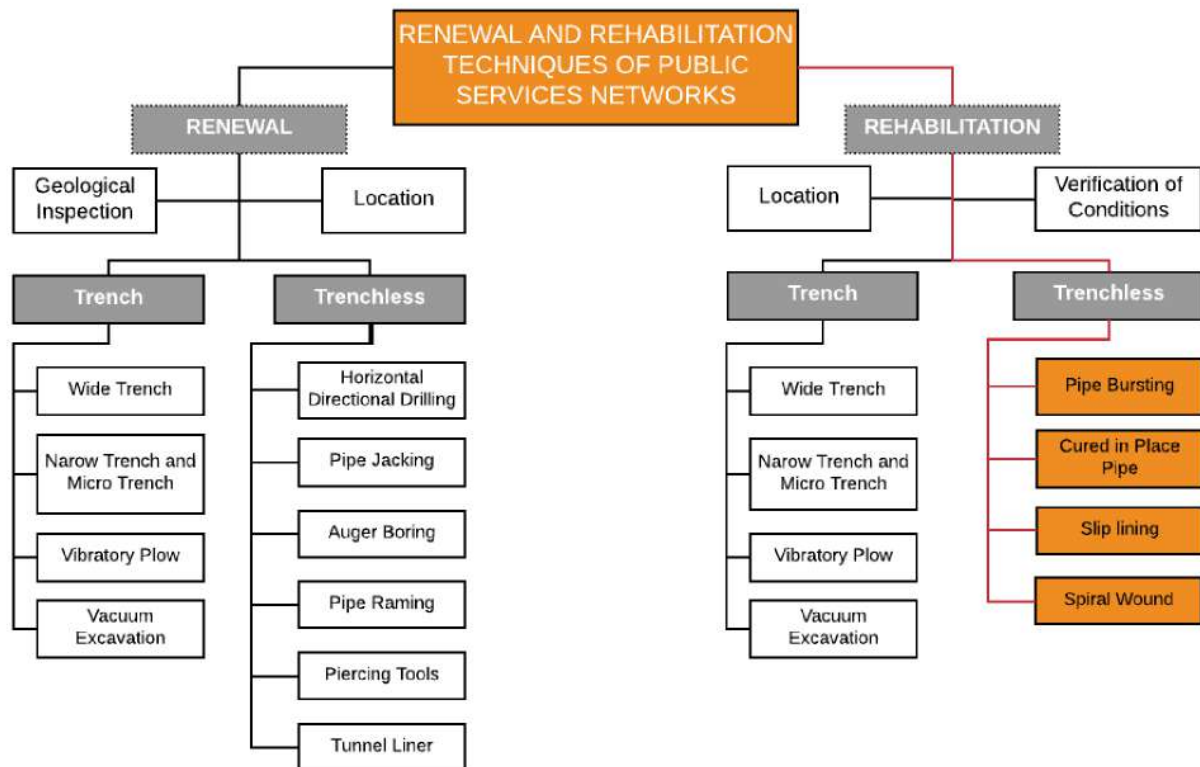 RENEWAL AND REHABILITATION
TECHNIQUES OF PUBLIC
SERVICES NETWORKS
RENEWAL
Geological
Inspection
Location
Trench
Wide Trench
Narow Trench and
Micro Trench
Vibratory Plow
Vacuum
Excavation
Trenchless
Horizontal
Directional Drilling
Pipe Jacking
Auger Boring
Pipe Raming
Piercing Tools
Tunnel Liner
REHABILITATION
Location
Verification of
Conditions
Trench
Wide Trench
Narow Trench and
Micro Trench
Vibratory Plow
Vacuum
Excavation
Trenchless
Pipe Bursting
Cured in Place
Pipe
Slip lining
Spiral Wound